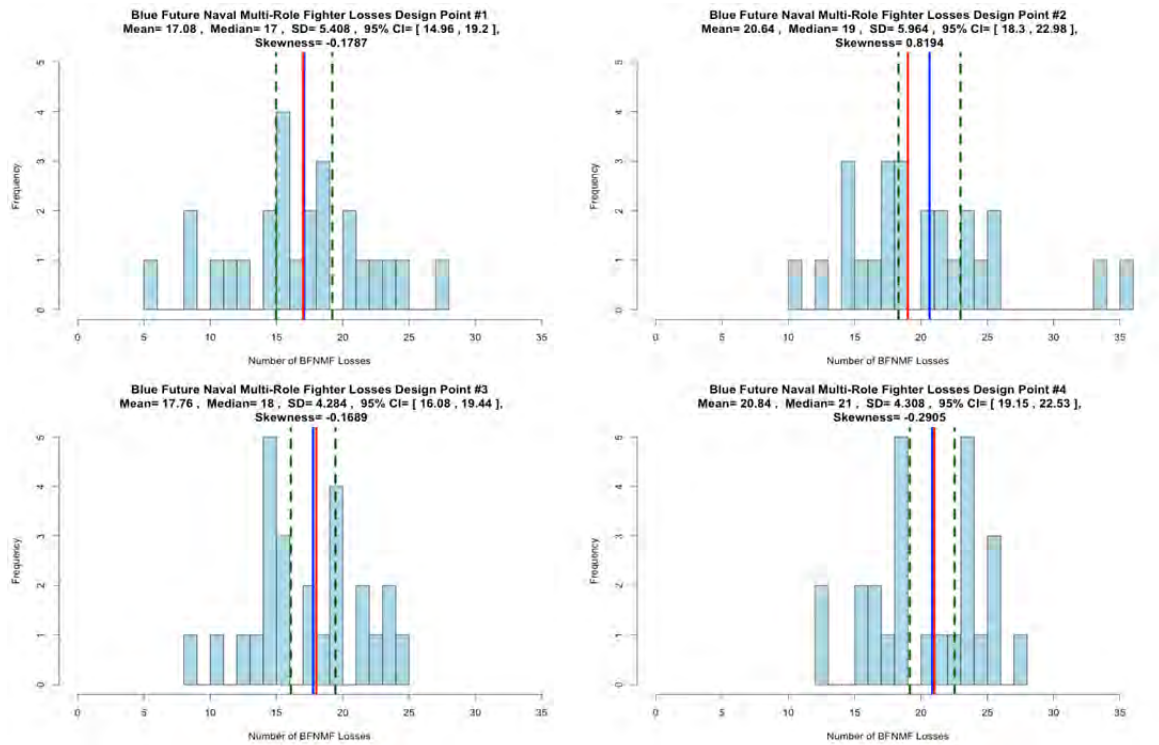 Blue Future Naval Multi-Role Fighter Losses Design Point #1
Mean= 17.08 , Median= 17 , SD= 5.408 , 95% CI= [ 14.96 , 19.2 ],
Skewness= -0.1787
5
4
3
2
1
0
Frequency
0 5 10 15 20 25 30 35
Number of BFNMF Losses
Blue Future Naval Multi-Role Fighter Losses Design Point #2
Mean= 20.64 , Median= 19 , SD= 5.964 , 95% CI= [ 18.3 , 22.98 ],
Skewness= 0.8194
5
4
3
2
1
0
Frequency
0 5 10 15 20 25 30 35
Number of BFNMF Losses
Blue Future Naval Multi-Role Fighter Losses Design Point #3
Mean= 17.76 , Median= 18 , SD= 4.284 , 95% CI= [ 16.08 , 19.44 ],
Skewness= -0.1689
5
4
3
2
1
0
Frequency
0 5 10 15 20 25 30 35
Number of BFNMF Losses
Blue Future Naval Multi-Role Fighter Losses Design Point #4
Mean= 20.84 , Median= 21 , SD= 4.308 , 95% CI= [ 19.15 , 22.53 ],
Skewness= -0.2905
5
4
3
2
1
0
Frequency
0 5 10 15 20 25 30 35
Number of BFNMF Losses